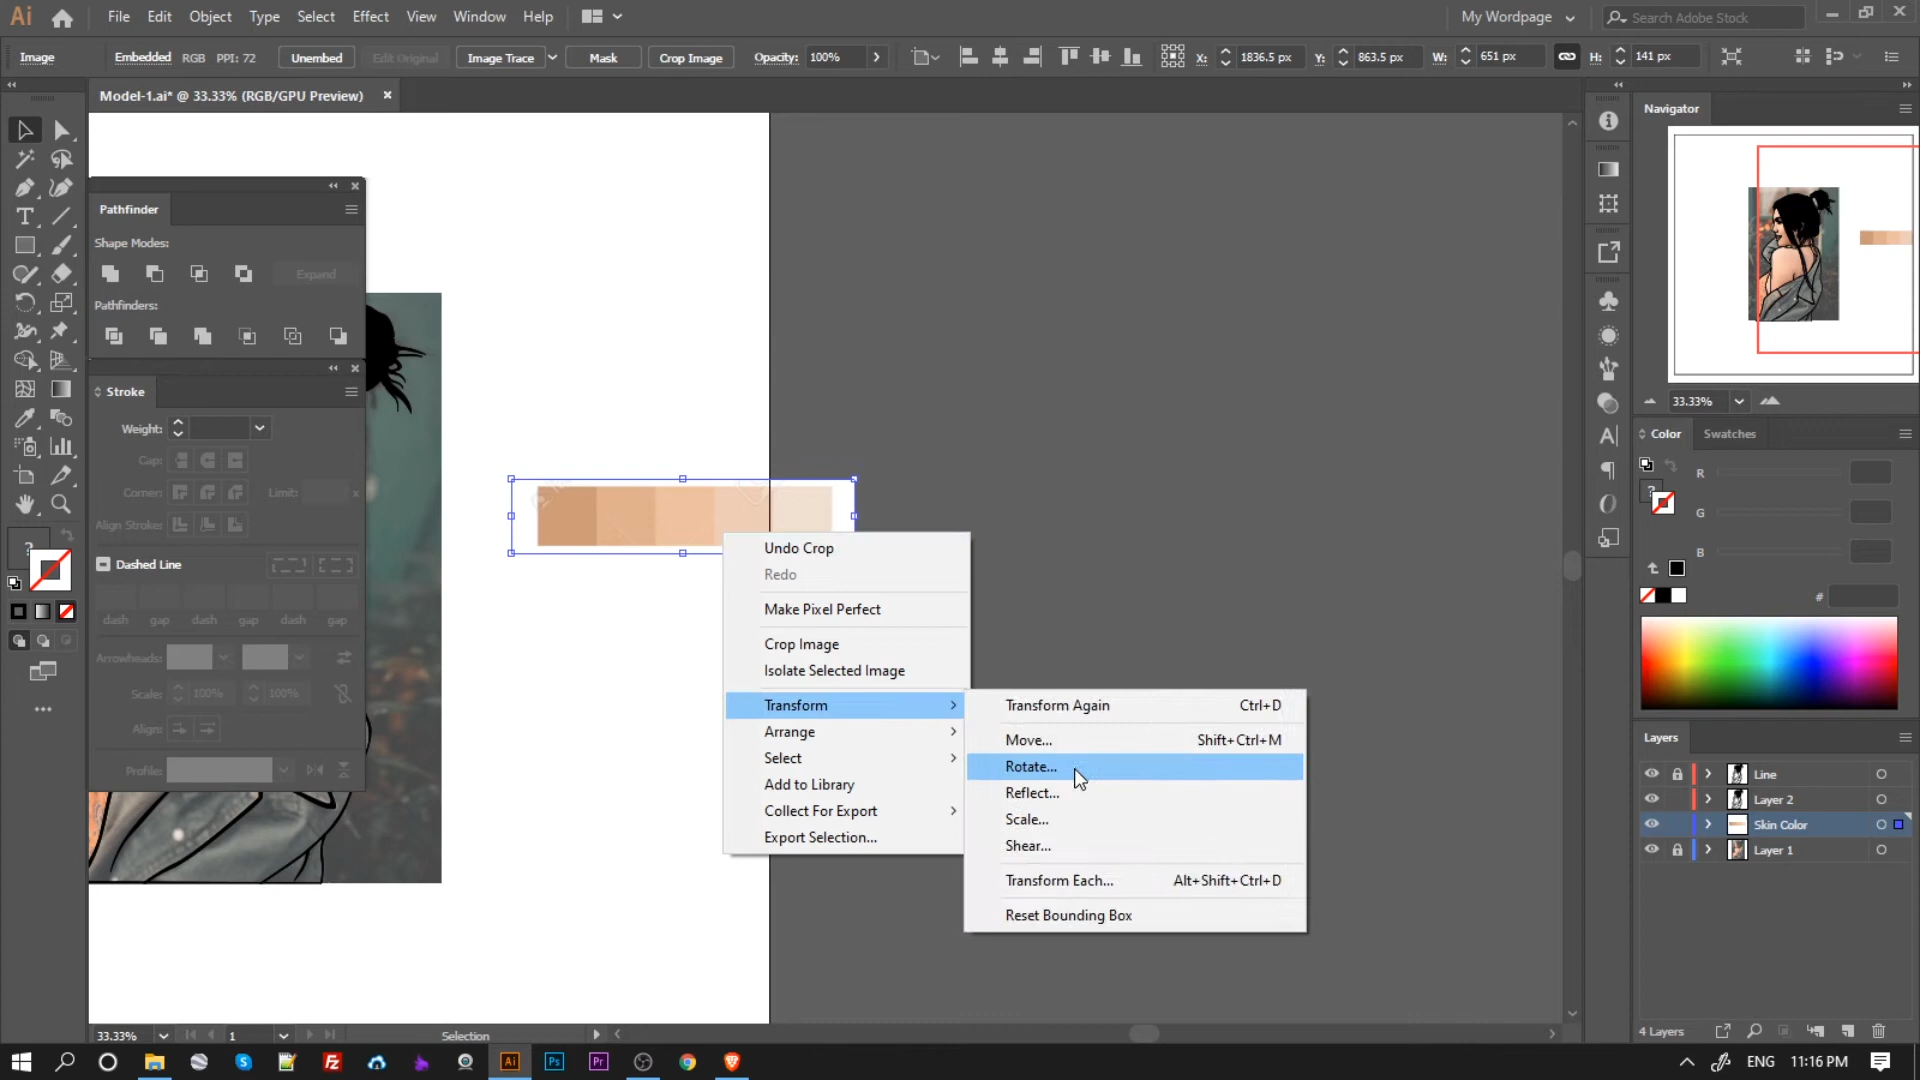 Ai File Edit Object Type Select Effect View Window Help My Wordpage Search Adobe Stock
Image Embedded RGB PPI: 72 Unembed Edit Original Image Trace Mask Crop Image Opacity: 100% X: 1836.5 px Y: 863.5 px W: 651 px H: 141 px
Model-1.ai* @ 33.33% (RGB/GPU Preview)
Navigator
Pathfinder
Shape Modes:
Expand
Pathfinders:
Stroke
Weight:
Cap:
Corner: Limit: x
Align Stroke:
Dashed Line
dash gap dash gap dash gap
Arrowheads:
Scale: 100% 100%
Align:
Profile:
Undo Crop
Redo
Make Pixel Perfect
Crop Image
Isolate Selected Image
Transform
Arrange
Select
Add to Library
Collect For Export
Export Selection...
Transform Again Ctrl+D
Move... Shift+Ctrl+M
Rotate...
Reflect...
Scale...
Shear...
Transform Each... Alt+Shift+Ctrl+D
Reset Bounding Box
33.33%
Color Swatches
R
G
B
#
Layers
Line
Layer 2
Skin Color
Layer 1
4 Layers
33.33% 1 Selection
Ai Ps Pr ENG 11:16 PM